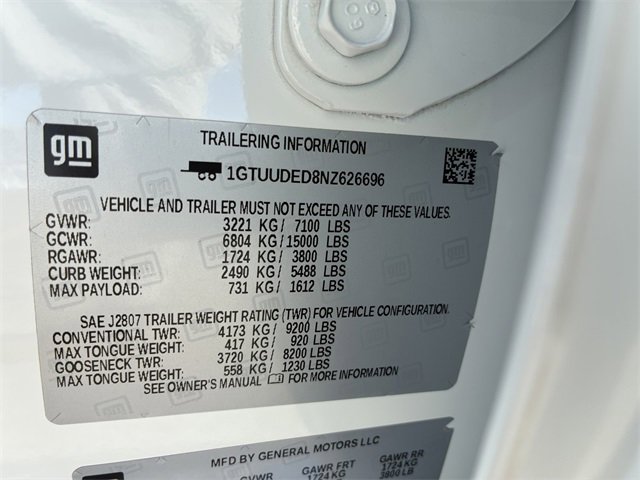 gm
TRAILERING INFORMATION
1GTUUDED8NZ626696
VEHICLE AND TRAILER MUST NOT EXCEED ANY OF THESE VALUES.
GVWR: 3221 KG/ 7100 LBS
GCWR: 6804 KG/15000 LBS
RGAWR: 1724 KG/ 3800 LBS
CURB WEIGHT: 2490 KG/ 5488 LBS
MAX PAYLOAD: 731 KG/ 1612 LBS
SAE J2807 TRAILER WEIGHT RATING (TWR) FOR VEHICLE CONFIGURATION.
CONVENTIONAL TWR: 4173 KG/ 9200 LBS
MAX TONGUE WEIGHT: 417 KG/ 920 LBS
GOOSENECK TWR: 3720 KG/ 8200 LBS
MAX TONGUE WEIGHT: 558 KG/ 1230 LBS
SEE OWNER'S MANUAL FOR MORE INFORMATION
MFD BY GENERAL MOTORS LLC
GVWR GAWR FRT GAWR RR
1724 KG 1724 KG
3800 LB